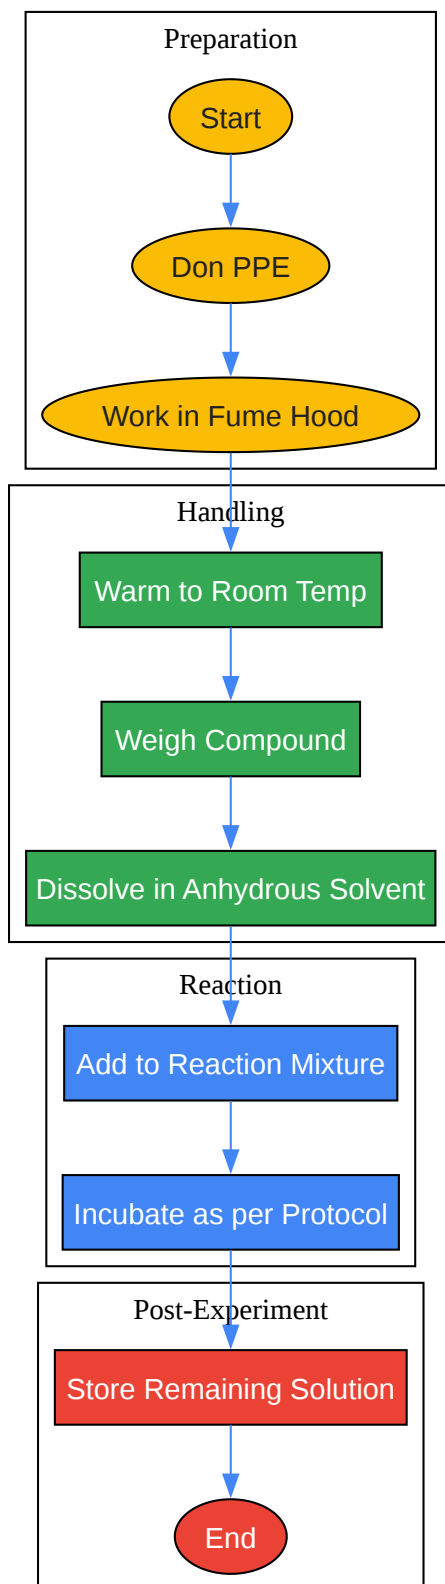 Preparation
Start
Don PPE
Work in Fume Hood
Handling
Warm to Room Temp
Weigh Compound
Dissolve in Anhydrous Solvent
Reaction
Add to Reaction Mixture
Incubate as per Protocol
Post-Experiment
Store Remaining Solution
End